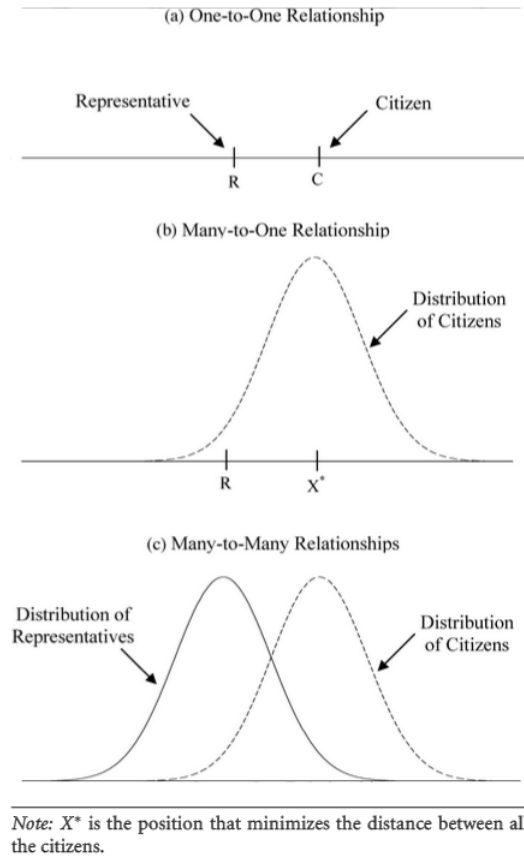 (a) One-to-One Relationship
Representative
Citizen
R
C
(b) Many-to-One Relationship
Distribution
of Citizens
R
X*
(c) Many-to-Many Relationships
Distribution of
Representatives
Distribution
of Citizens
Note: X* is the position that minimizes the distance between all
the citizens.